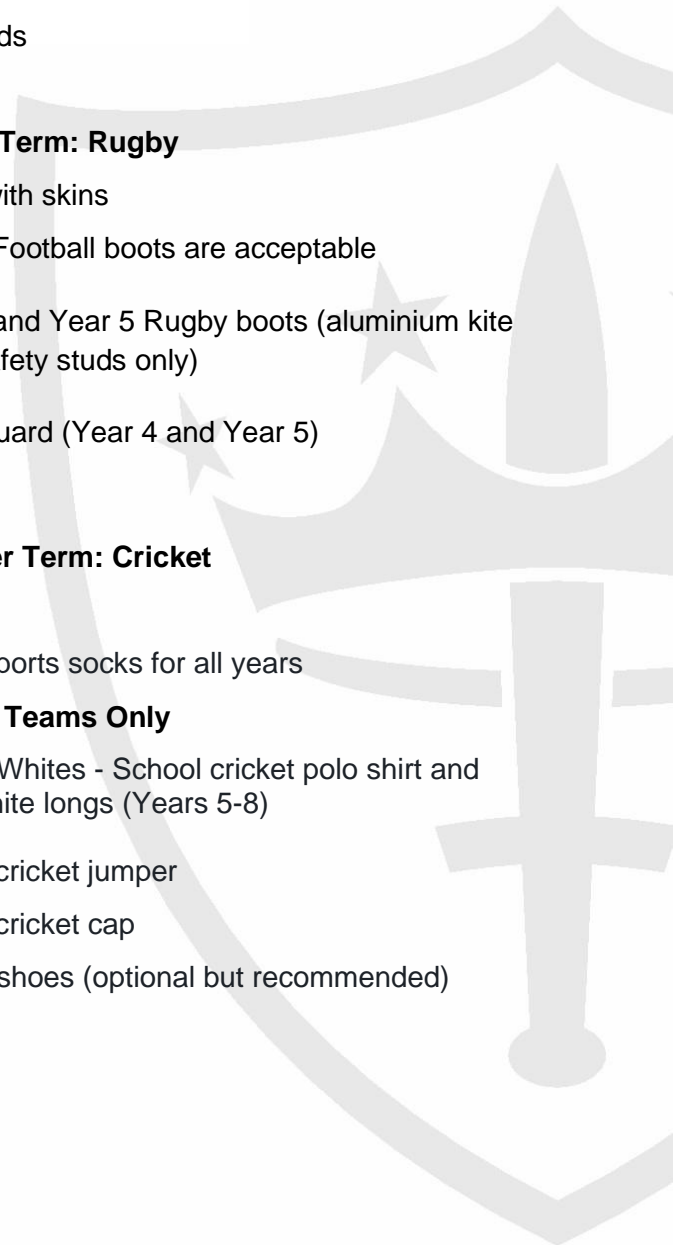 ds
Term: Rugby
with skins
Football boots are acceptable
and Year 5 Rugby boots (aluminium kite
fety studs only)
uard (Year 4 and Year 5)
er Term: Cricket
ports socks for all years
Teams Only
Whites - School cricket polo shirt and
ite longs (Years 5-8)
cricket jumper
cricket cap
shoes (optional but recommended)